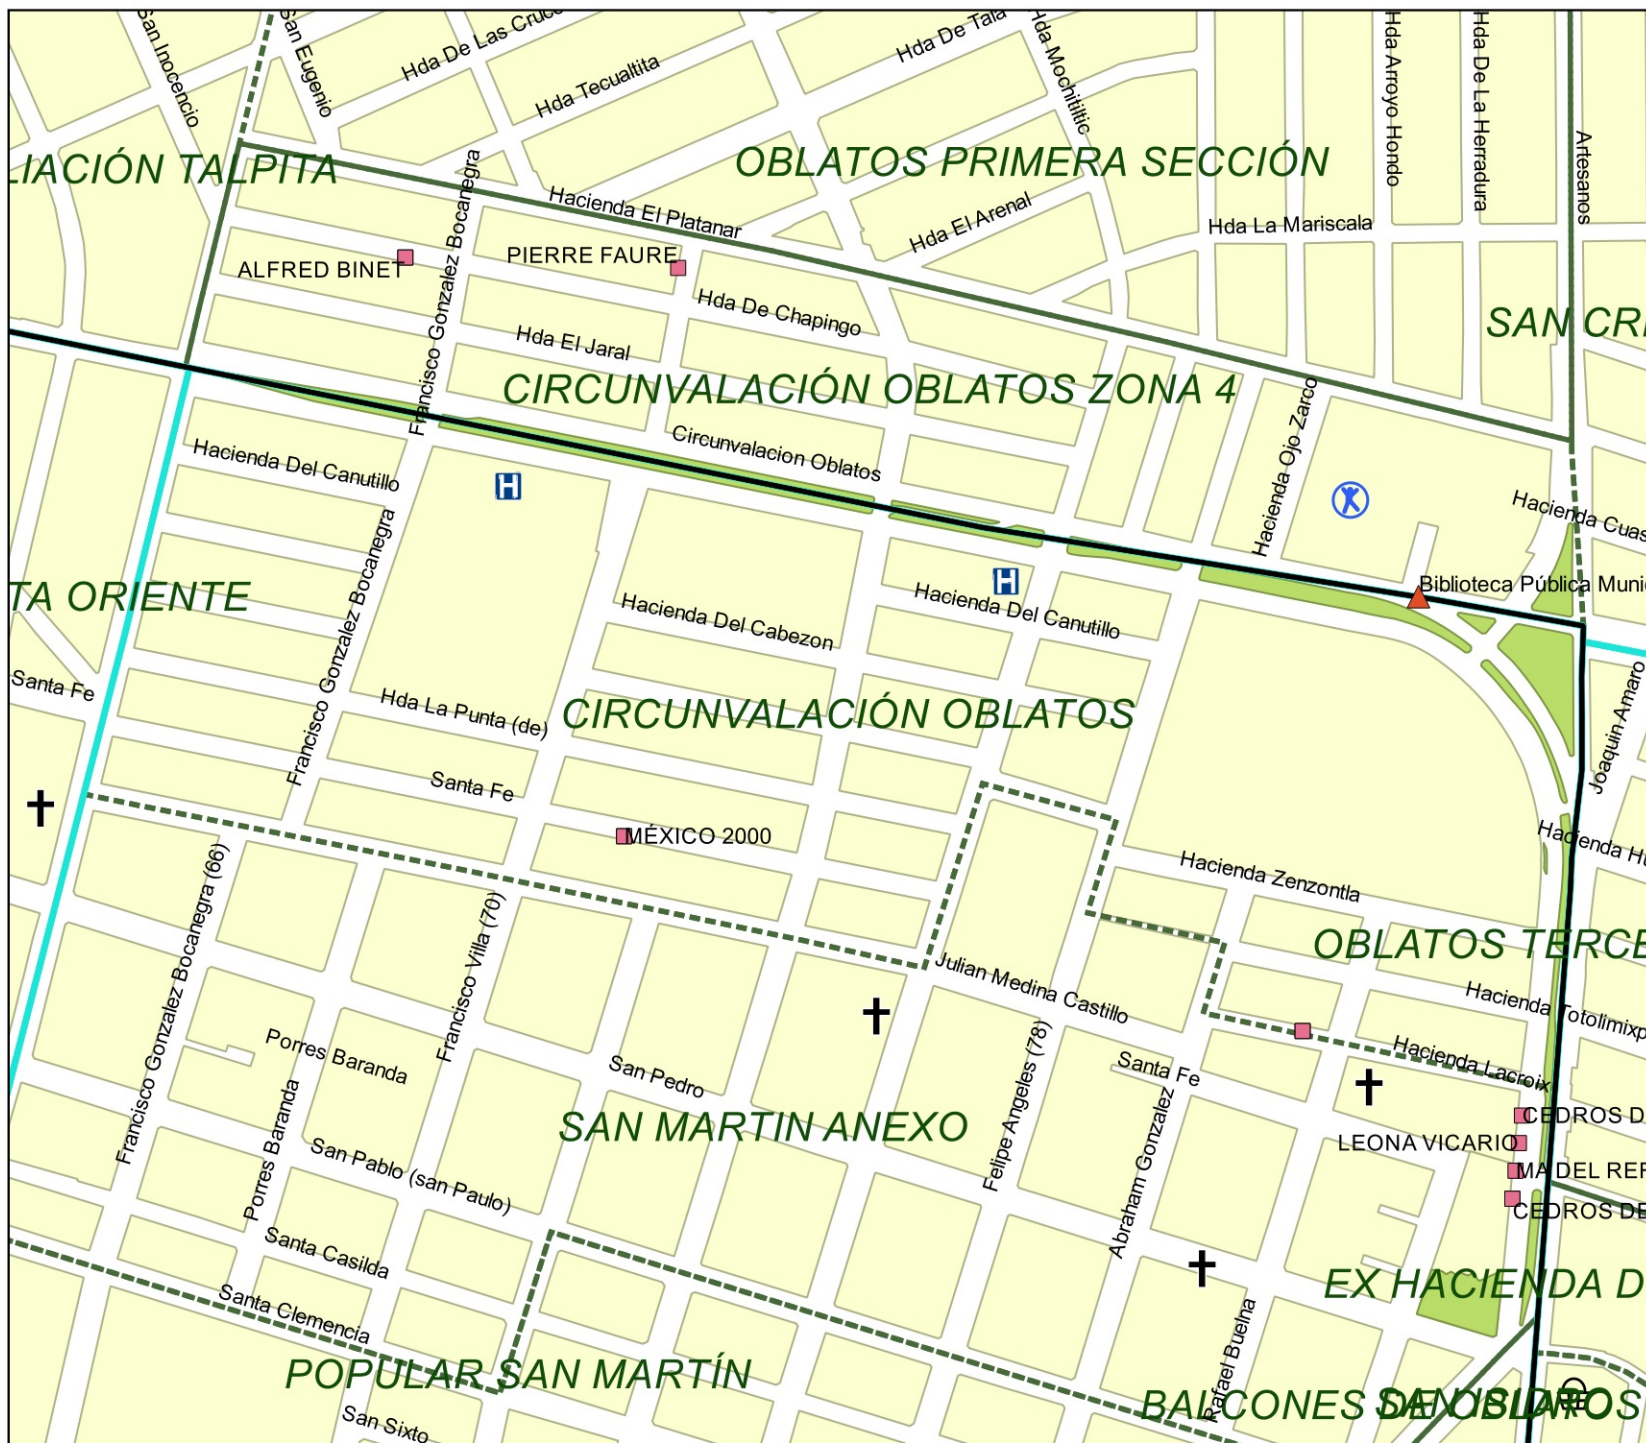 San Inocencio
San Eugenio
Hda De Las Cruc
Hda Tecualtita
Hda De Tala
Hda Mochitiltic
Hda Arroyo Hondo
Hda De La Herradura
Artesanos
LIACIÓN TALPITA
OBLATOS PRIMERA SECCIÓN
Hacienda El Platanar
Hda El Arenal
Hda La Mariscala
Francisco Gonzalez Bocanegra
ALFRED BINET
PIERRE FAURE
Hda De Chapingo
Hda El Jaral
SAN CRI
CIRCUNVALACIÓN OBLATOS ZONA 4
Circunvalacion Oblatos
Hacienda Ojo Zarco
Hacienda Del Canutillo
H
Hacienda Cuas
Francisco Gonzalez Bocanegra
TA ORIENTE
H
Biblioteca Pública Muni
Hacienda Del Cabezon
Hacienda Del Canutillo
Santa Fe
Hda La Punta (de)
CIRCUNVALACIÓN OBLATOS
Joaquin Amaro
Santa Fe
MÉXICO 2000
Hacienda Hu
Hacienda Zenzontla
Francisco Gonzalez Bocanegra (66)
Francisco Villa (70)
OBLATOS TERCE
Julian Medina Castillo
Hacienda Totolimixp
Porres Baranda
San Pedro
Felipe Angeles (78)
Santa Fe
Hacienda Lacroix
Porres Baranda
SAN MARTIN ANEXO
Abraham Gonzalez
CEDROS D
LEONA VICARIO
MA DEL REF
CEDROS DE
San Pablo (san Paulo)
Santa Casilda
Santa Clemencia
EX HACIENDA D
Rafael Buelna
POPULAR SAN MARTÍN
BALCONES DE OBLATOS
SAN ISIDRO
San Sixto